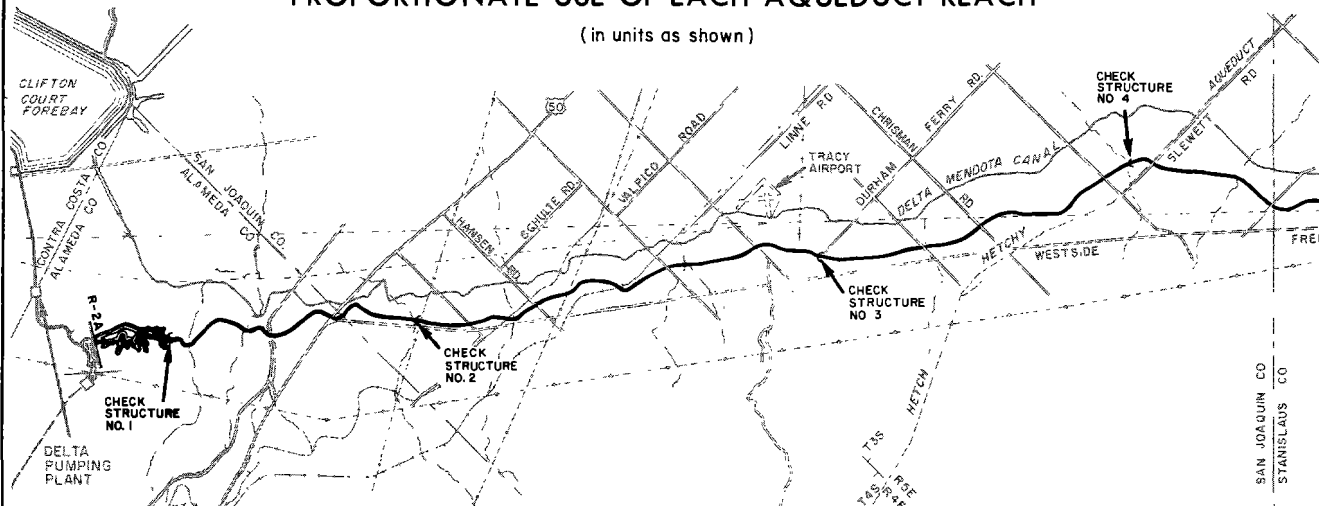 PROPORTIONATE USE OF EACH AQUEDUCT REACH
(in units as shown)
CLIFTON
COURT
FOREBAY
CONTRA COSTA CO
ALAMEDA CO
SAN JOAQUIN CO.
ALAMEDA CO
50
HANSEN RD.
SCHULTE RD.
VALPICO ROAD
LINNE RD
TRACY
AIRPORT
CHRISMAN RD
DURHAM FERRY RD.
DELTA MENDOTA CANAL
CHECK
STRUCTURE
NO 4
AQUEDUCT
SLEWETT RD
HETCH HETCHY
WESTSIDE
FREE
R-2A
CHECK
STRUCTURE
NO. 1
CHECK
STRUCTURE
NO. 2
CHECK
STRUCTURE
NO 3
DELTA
PUMPING
PLANT
T3S
T4S
R5E
R4E
SAN JOAQUIN CO
STANISLAUS CO